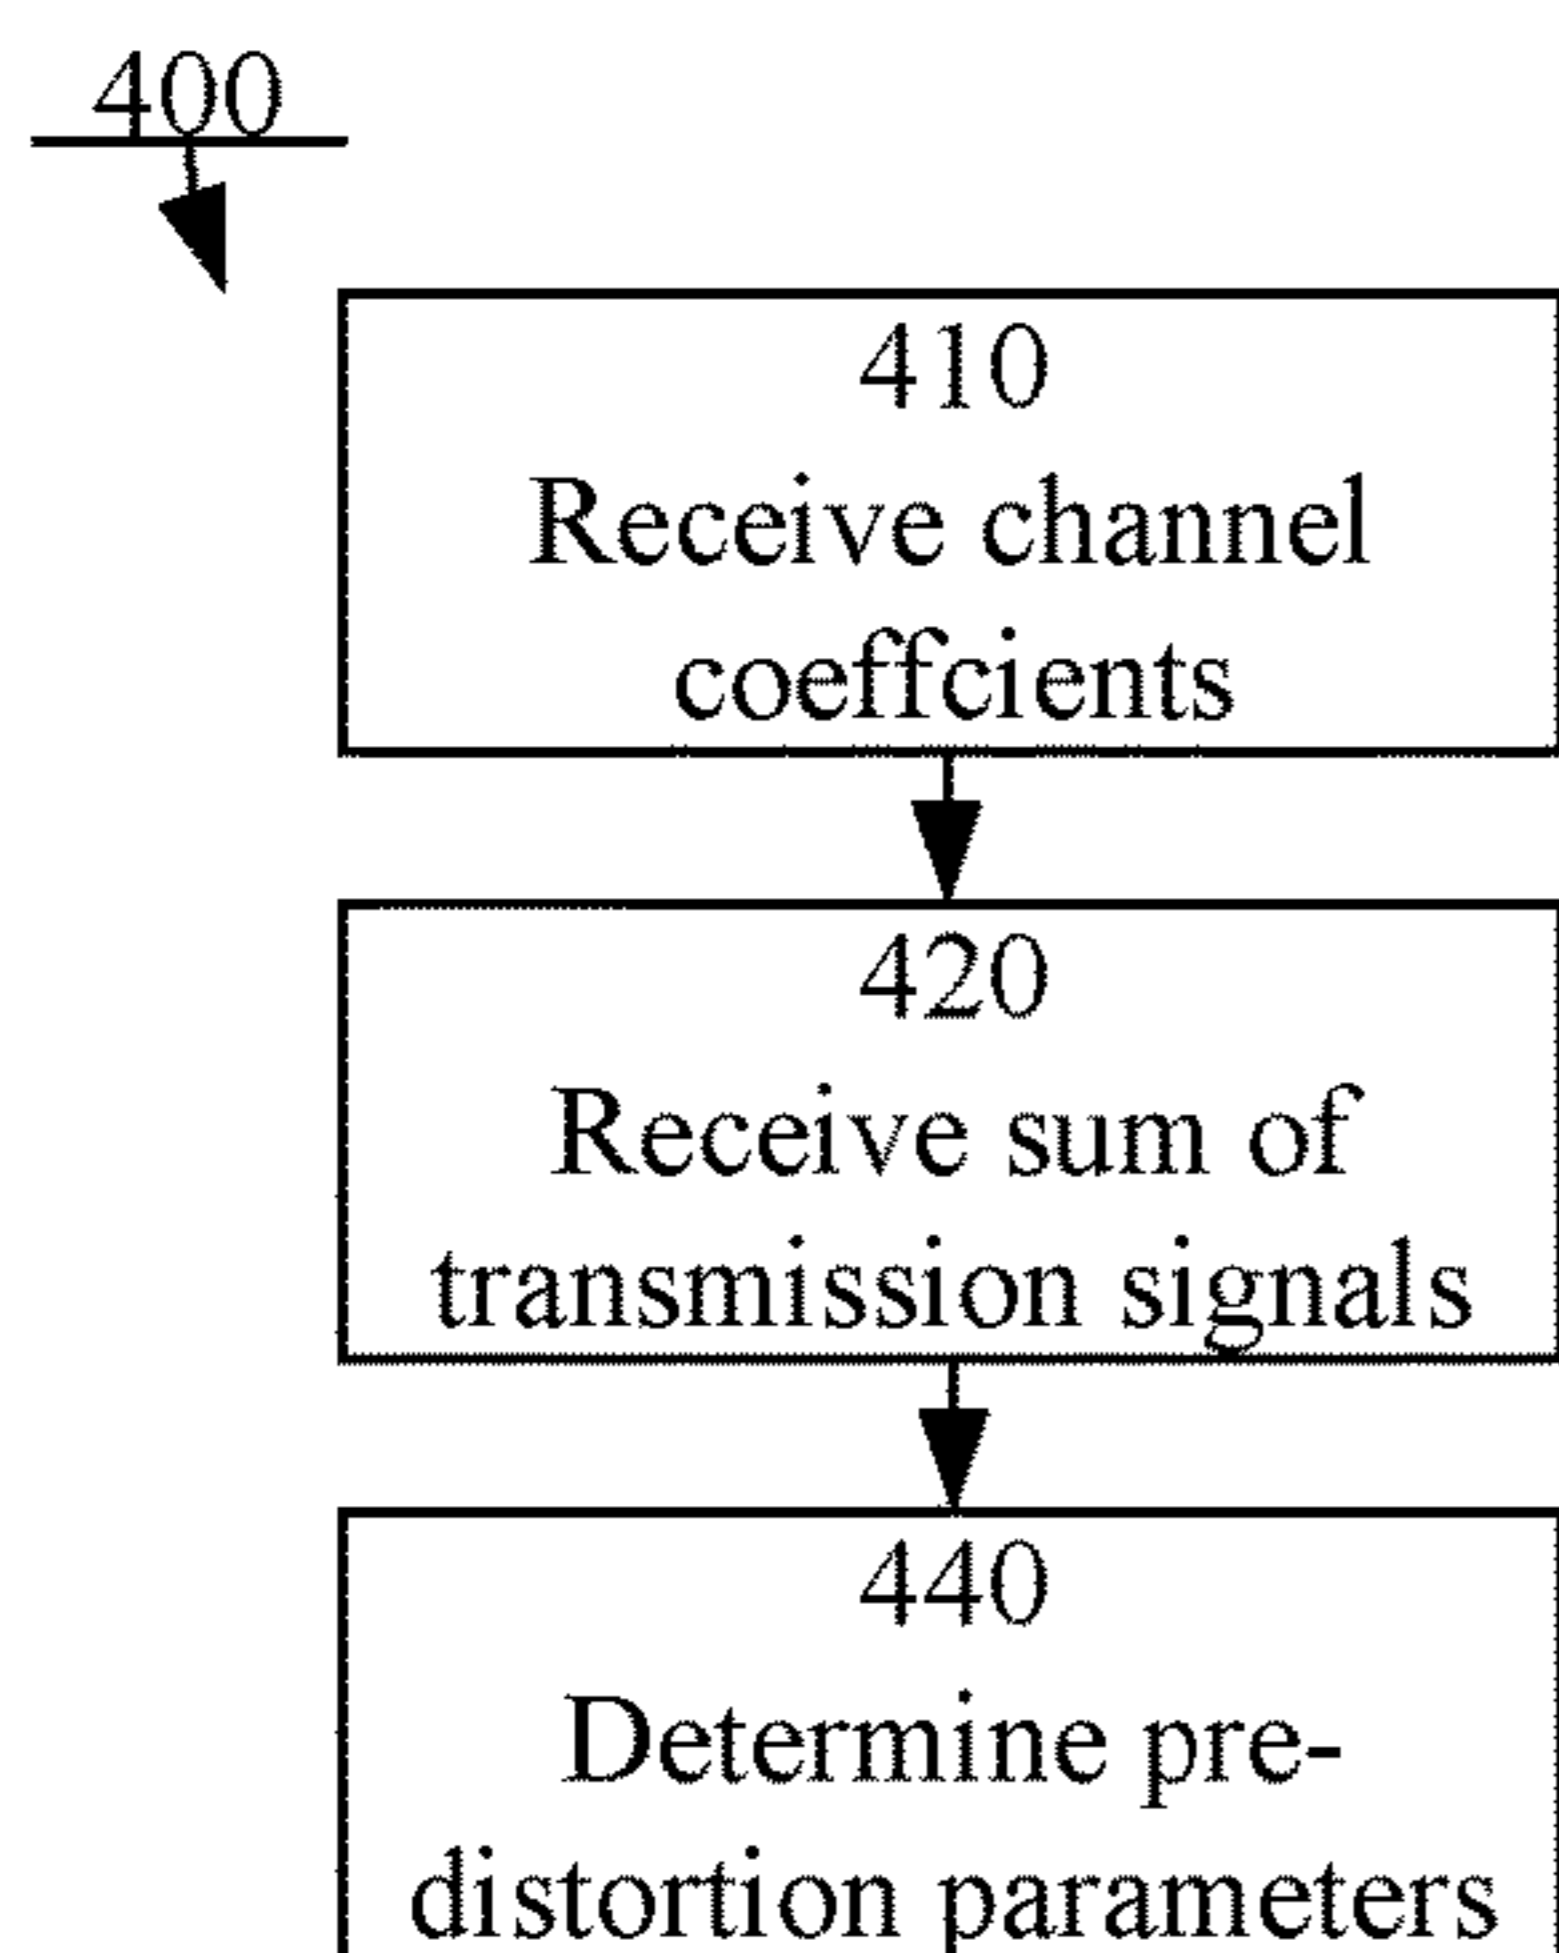 400
410
Receive channel
coeffcients
420
Receive sum of
transmission signals
440
Determine pre-
distortion parameters